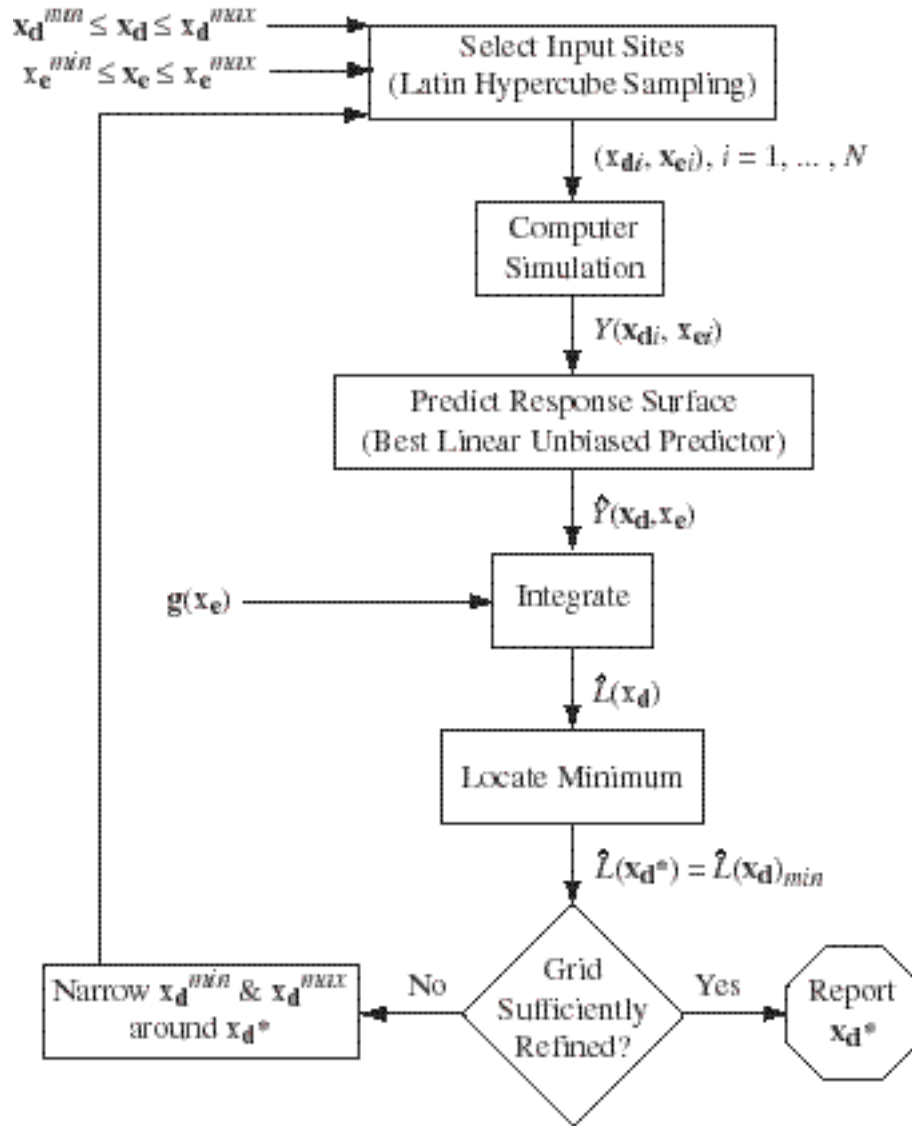 x_d^min ≤ x_d ≤ x_d^max
x_e^min ≤ x_e ≤ x_e^max
Select Input Sites
(Latin Hypercube Sampling)
(x_di, x_ei), i = 1, ... , N
Computer
Simulation
Y(x_di, x_ei)
Predict Response Surface
(Best Linear Unbiased Predictor)
Ŷ(x_d,x_e)
g(x_e)
Integrate
L̂(x_d)
Locate Minimum
L̂(x_d*) = L̂(x_d)_min
Grid
Sufficiently
Refined?
No
Yes
Narrow x_d^min & x_d^max
around x_d*
Report
x_d*